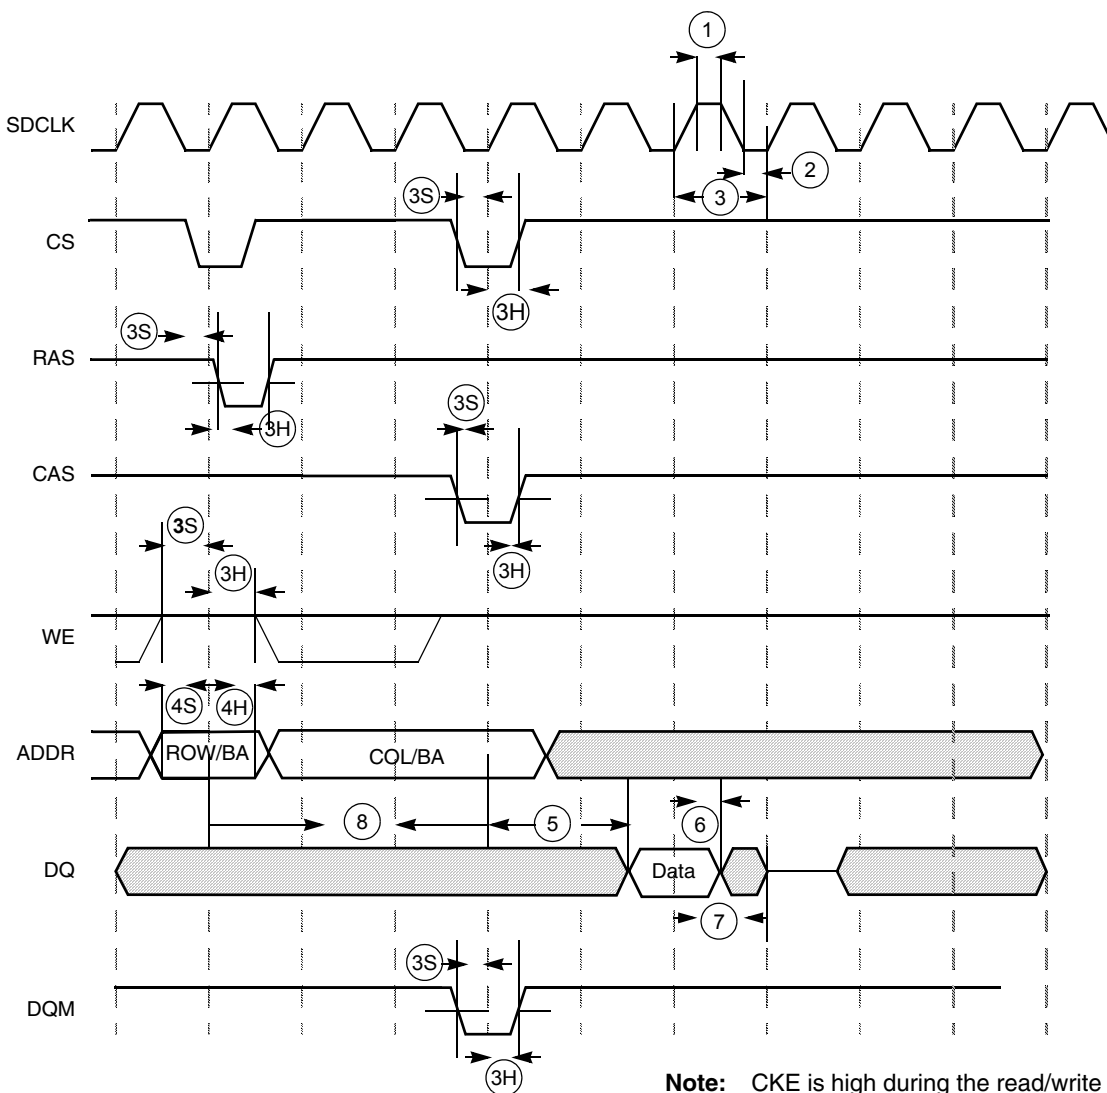 1
SDCLK
2
3S
3
CS
3H
3S
RAS
3S
3H
CAS
3S
3H
3H
WE
4S
4H
ADDR
ROW/BA
COL/BA
8
5
6
DQ
Data
7
3S
DQM
3H
Note: CKE is high during the read/write